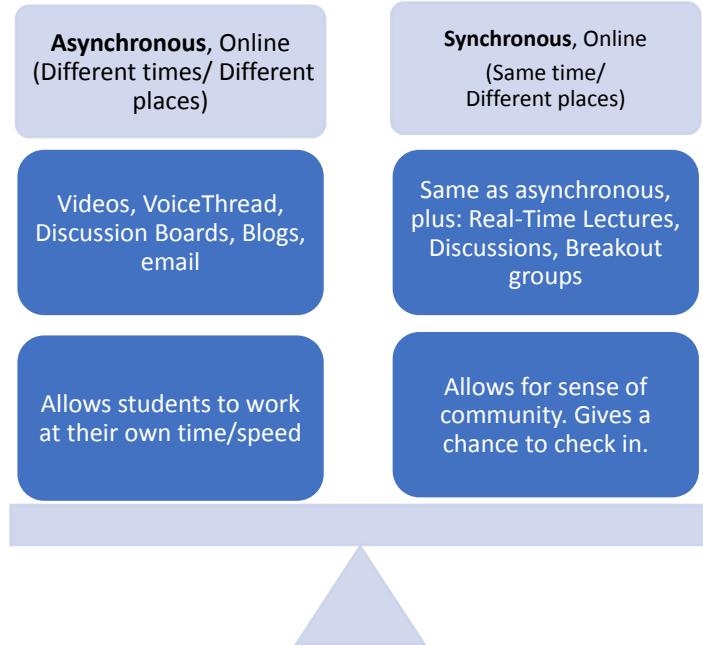 Asynchronous, Online
(Different times/ Different
places)
Videos, VoiceThread,
Discussion Boards, Blogs,
email
Allows students to work
at their own time/speed
Synchronous, Online
(Same time/
Different places)
Same as asynchronous,
plus: Real-Time Lectures,
Discussions, Breakout
groups
Allows for sense of
community. Gives a
chance to check in.